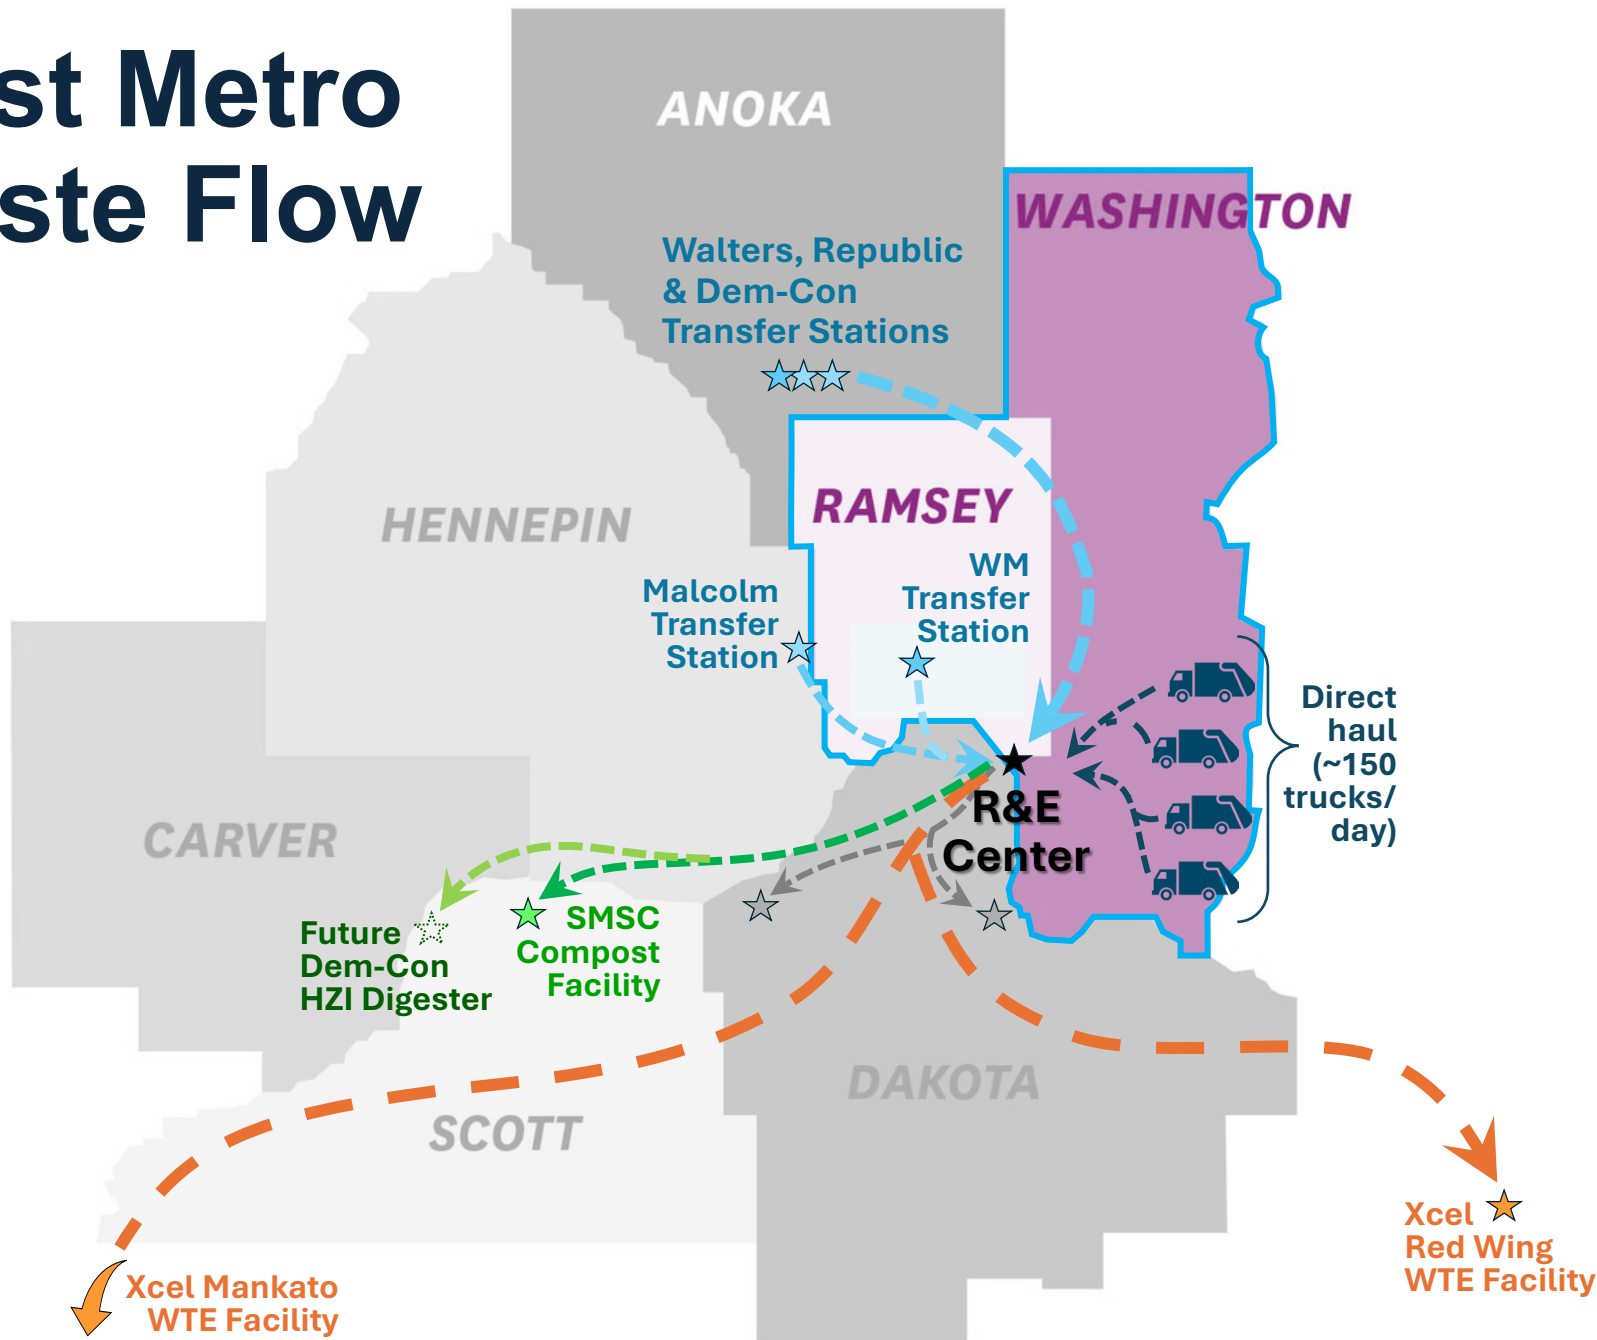 st Metro
ste Flow
ANOKA
WASHINGTON
Walters, Republic
& Dem-Con
Transfer Stations
HENNEPIN
RAMSEY
WM
Transfer
Station
Malcolm
Transfer
Station
Direct
haul
(~150
trucks/
day)
R&E
Center
CARVER
Future
Dem-Con
HZI Digester
SMSC
Compost
Facility
DAKOTA
SCOTT
Xcel
Red Wing
WTE Facility
Xcel Mankato
WTE Facility